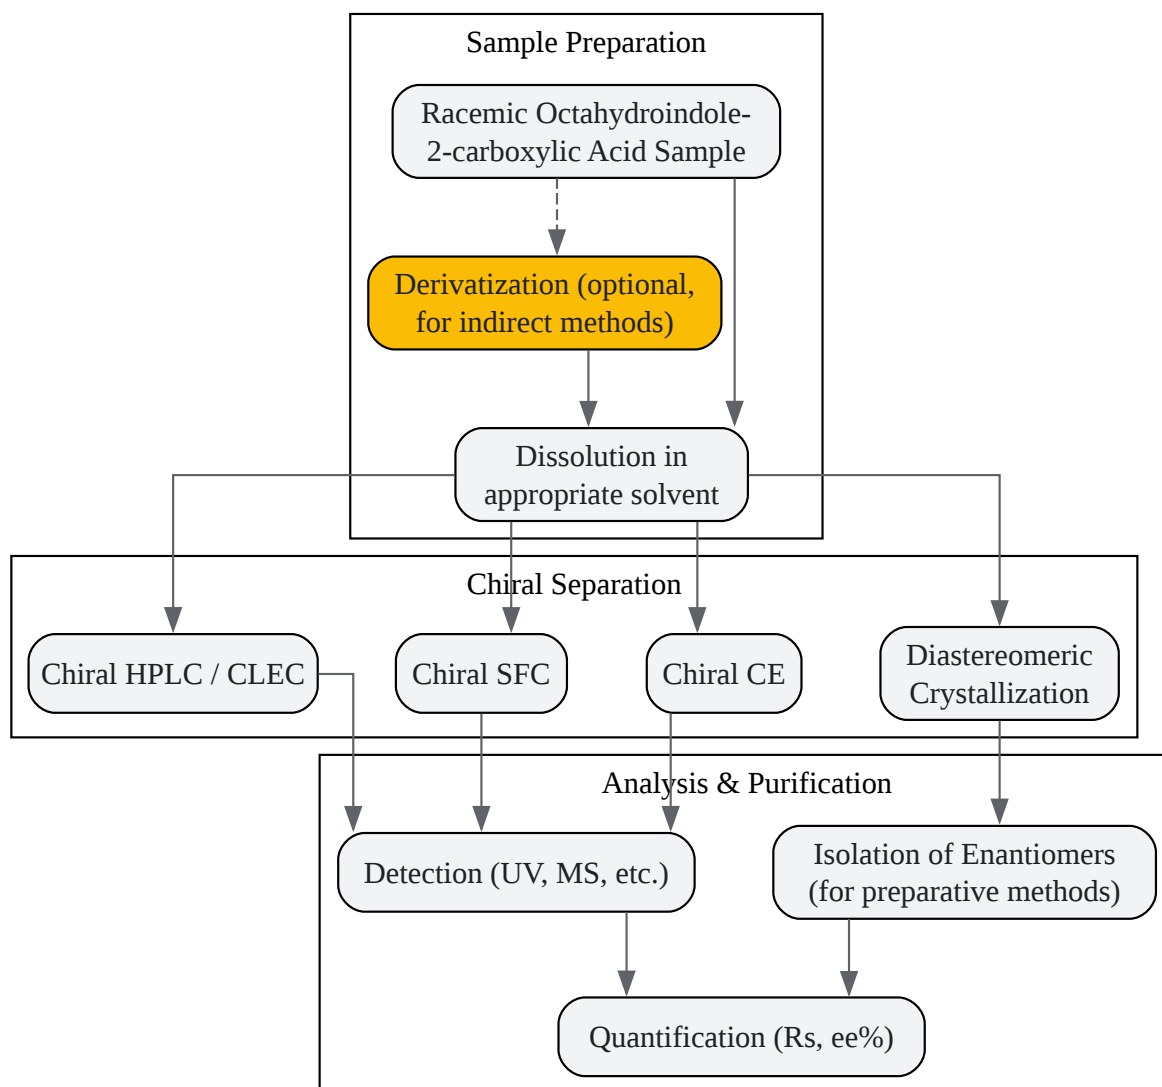 Sample Preparation
Racemic Octahydroindole-
2-carboxylic Acid Sample
Derivatization (optional,
for indirect methods)
Dissolution in
appropriate solvent
Chiral Separation
Chiral HPLC / CLEC
Chiral SFC
Chiral CE
Diastereomeric
Crystallization
Analysis & Purification
Detection (UV, MS, etc.)
Isolation of Enantiomers
(for preparative methods)
Quantification (Rs, ee%)